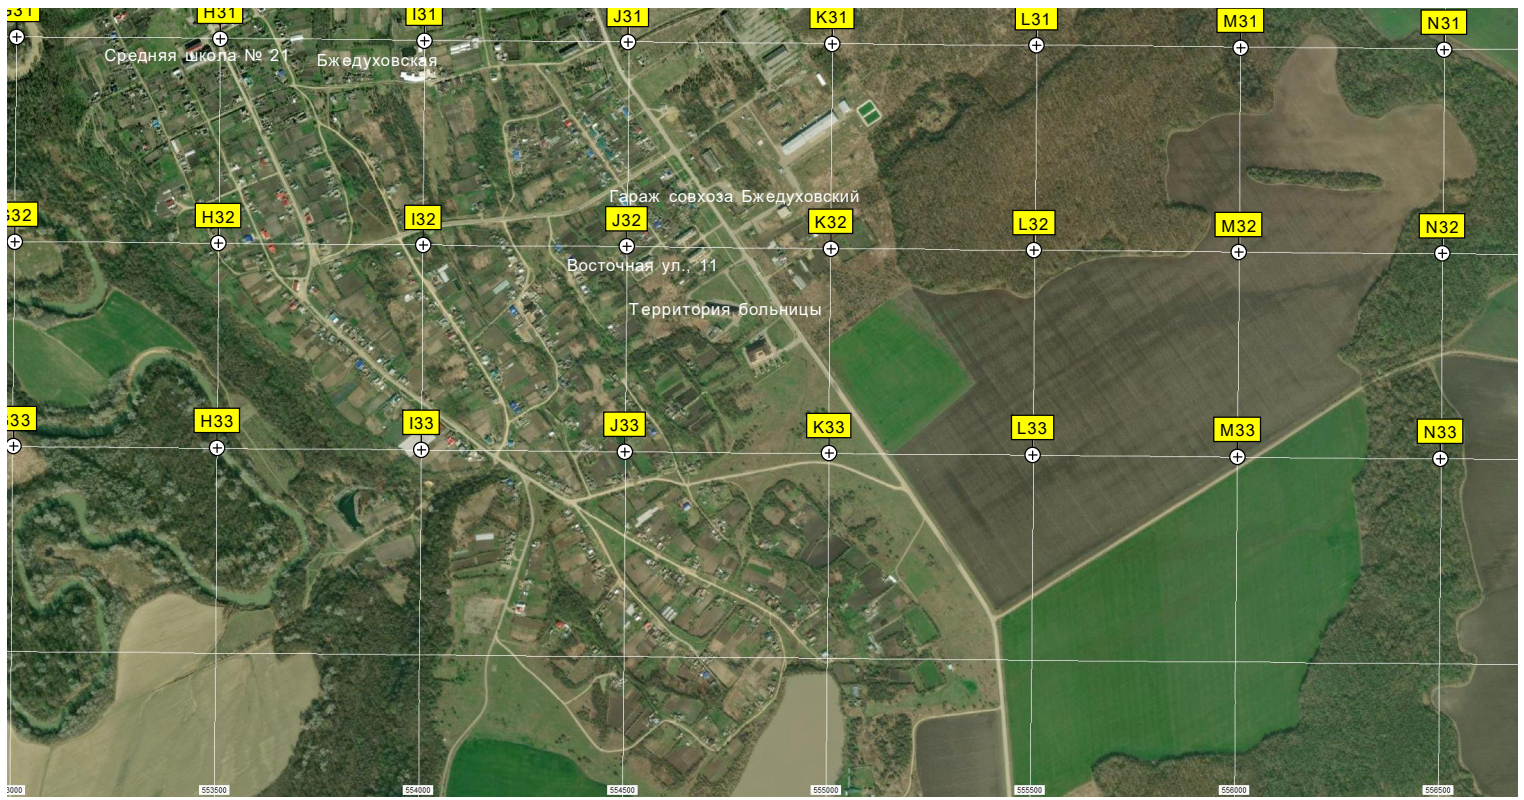 G31 H31 I31 J31 K31 L31 M31 N31
Средняя школа № 21
Бжедуховская
Гараж совхоза Бжедуховский
H32 I32 J32 K32 L32 M32 N32
Восточная ул., 11
Территория больницы
H33 I33 J33 K33 L33 M33 N33
553500 554000 554500 555000 555500 556000 556500